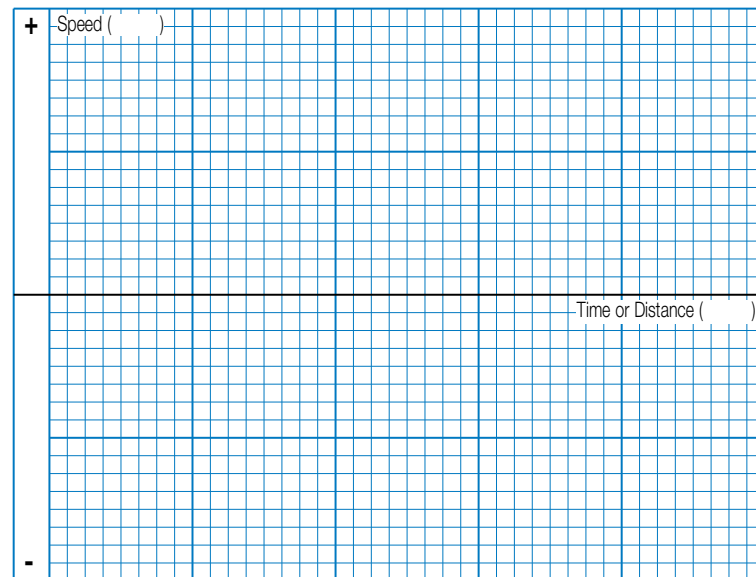 + Speed ( )
Time or Distance ( )
-